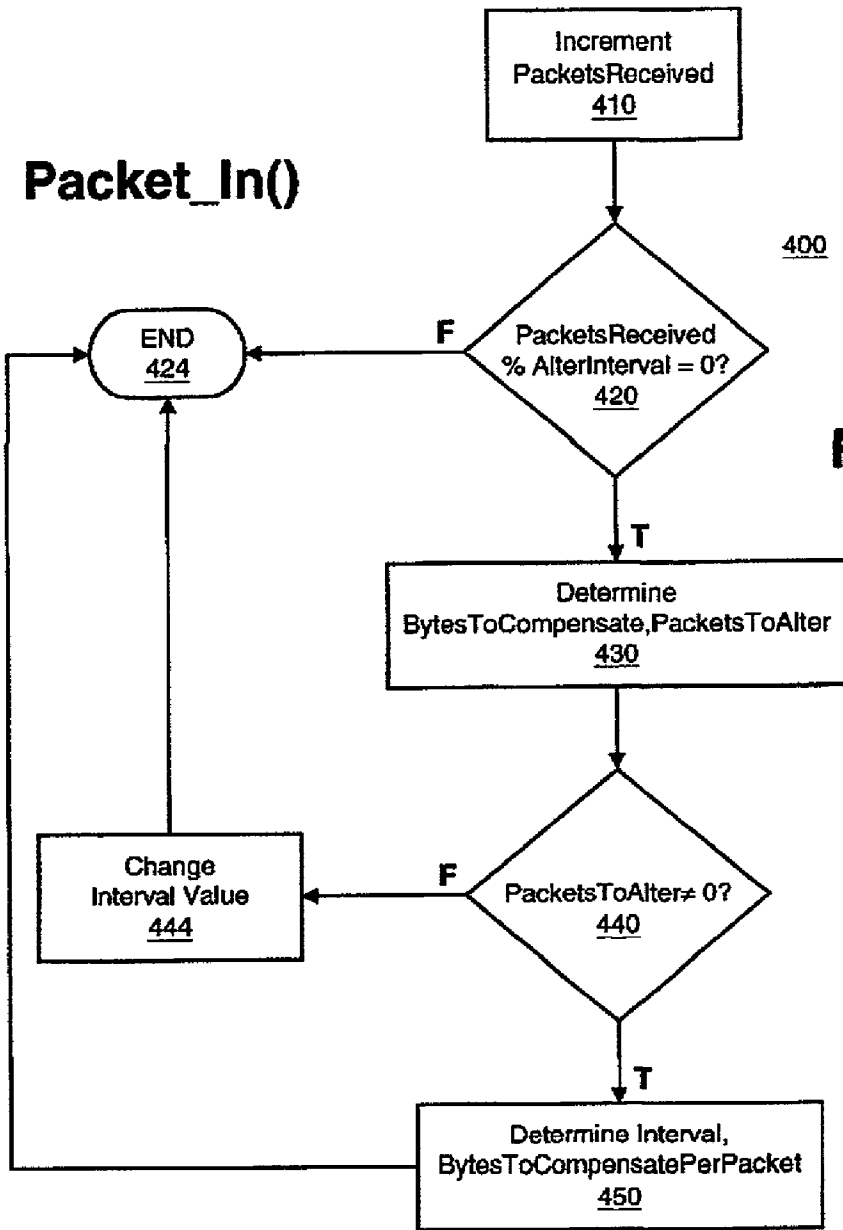 Increment
PacketsReceived
410
Packet_In()
400
END
424
F
PacketsReceived
% AlterInterval = 0?
420
T
Determine
BytesToCompensate,PacketsToAlter
430
Change
Interval Value
444
F
PacketsToAlter≠ 0?
440
T
Determine Interval,
BytesToCompensatePerPacket
450